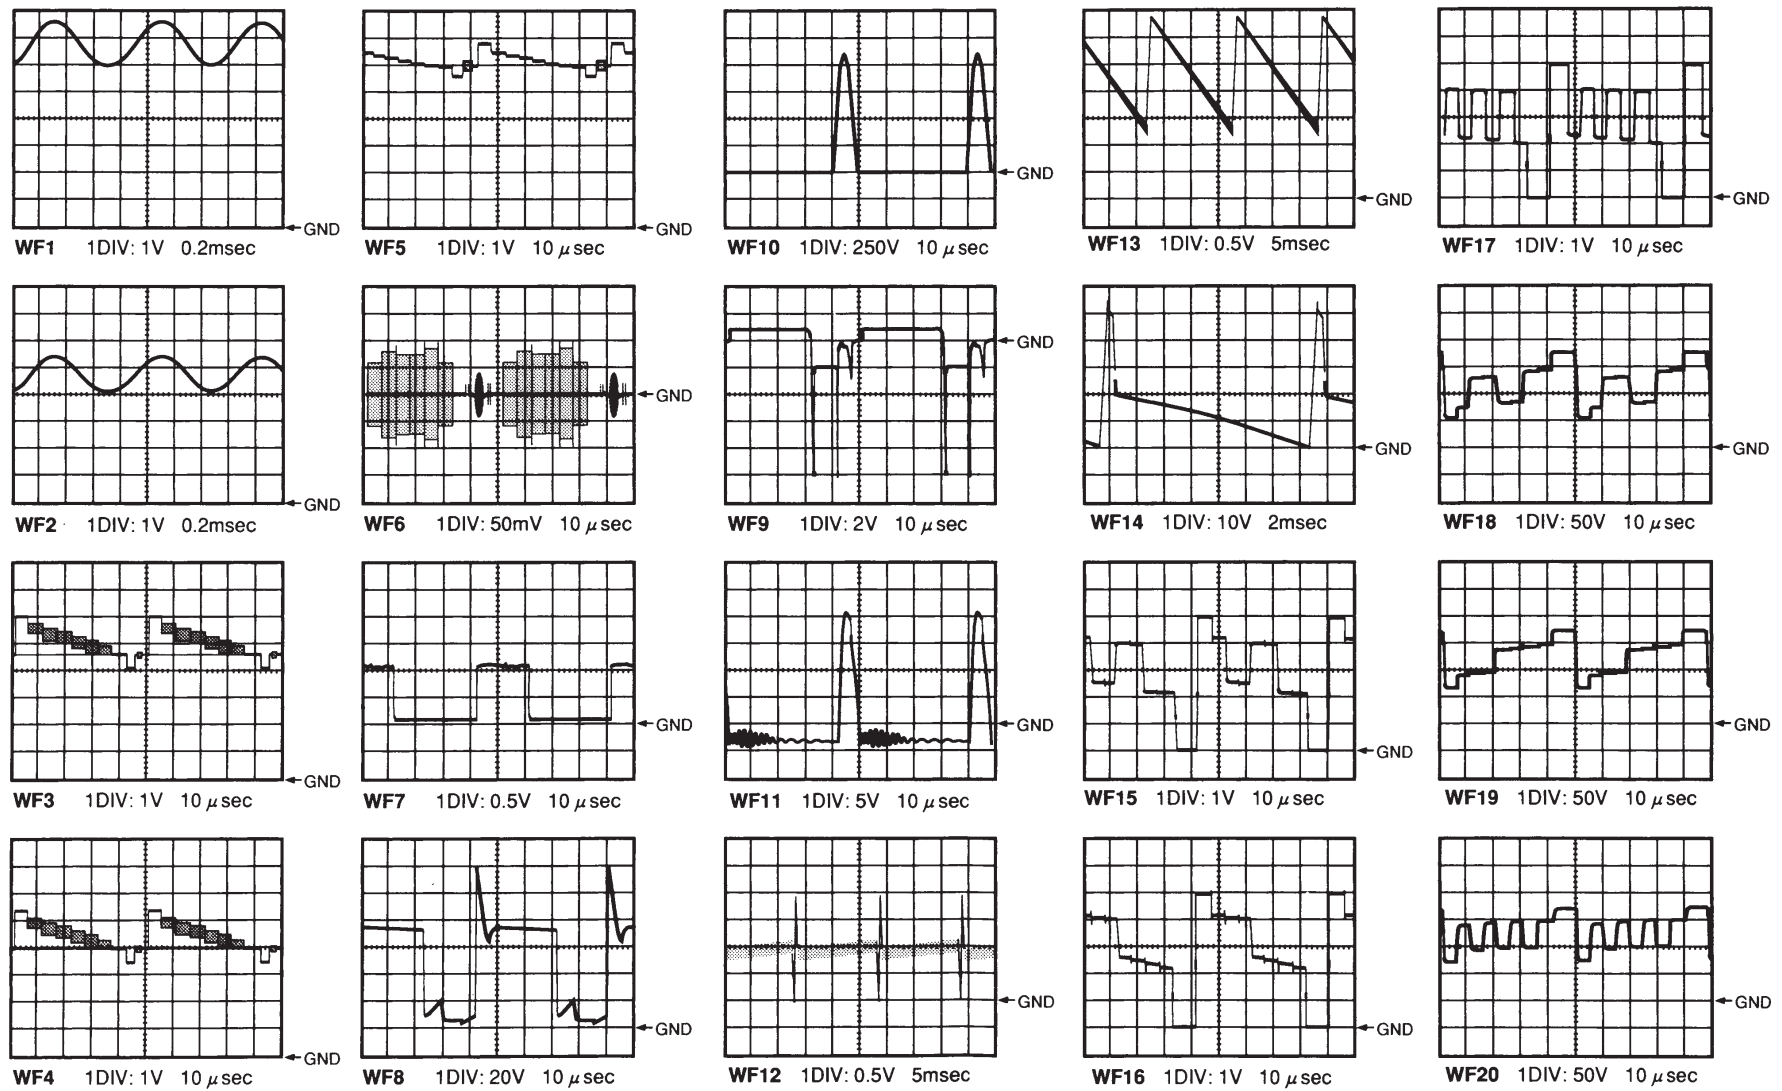 GND
WF1 1DIV: 1V 0.2msec
GND
WF5 1DIV: 1V 10 μsec
GND
WF10 1DIV: 250V 10 μsec
GND
WF13 1DIV: 0.5V 5msec
GND
WF17 1DIV: 1V 10 μsec
GND
WF2 1DIV: 1V 0.2msec
GND
WF6 1DIV: 50mV 10 μsec
GND
WF9 1DIV: 2V 10 μsec
GND
WF14 1DIV: 10V 2msec
GND
WF18 1DIV: 50V 10 μsec
GND
WF3 1DIV: 1V 10 μsec
GND
WF7 1DIV: 0.5V 10 μsec
GND
WF11 1DIV: 5V 10 μsec
GND
WF15 1DIV: 1V 10 μsec
GND
WF19 1DIV: 50V 10 μsec
GND
WF4 1DIV: 1V 10 μsec
GND
WF8 1DIV: 20V 10 μsec
GND
WF12 1DIV: 0.5V 5msec
GND
WF16 1DIV: 1V 10 μsec
GND
WF20 1DIV: 50V 10 μsec